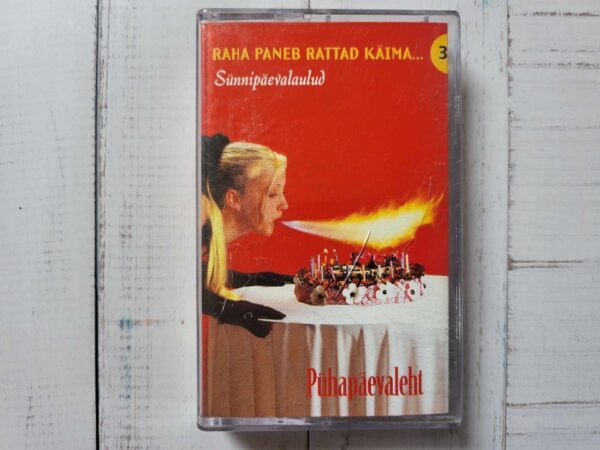 RAHA PANEB RATTAD KÄIMA... 3
Sünnipäevalaulud
Pühapäevaleht